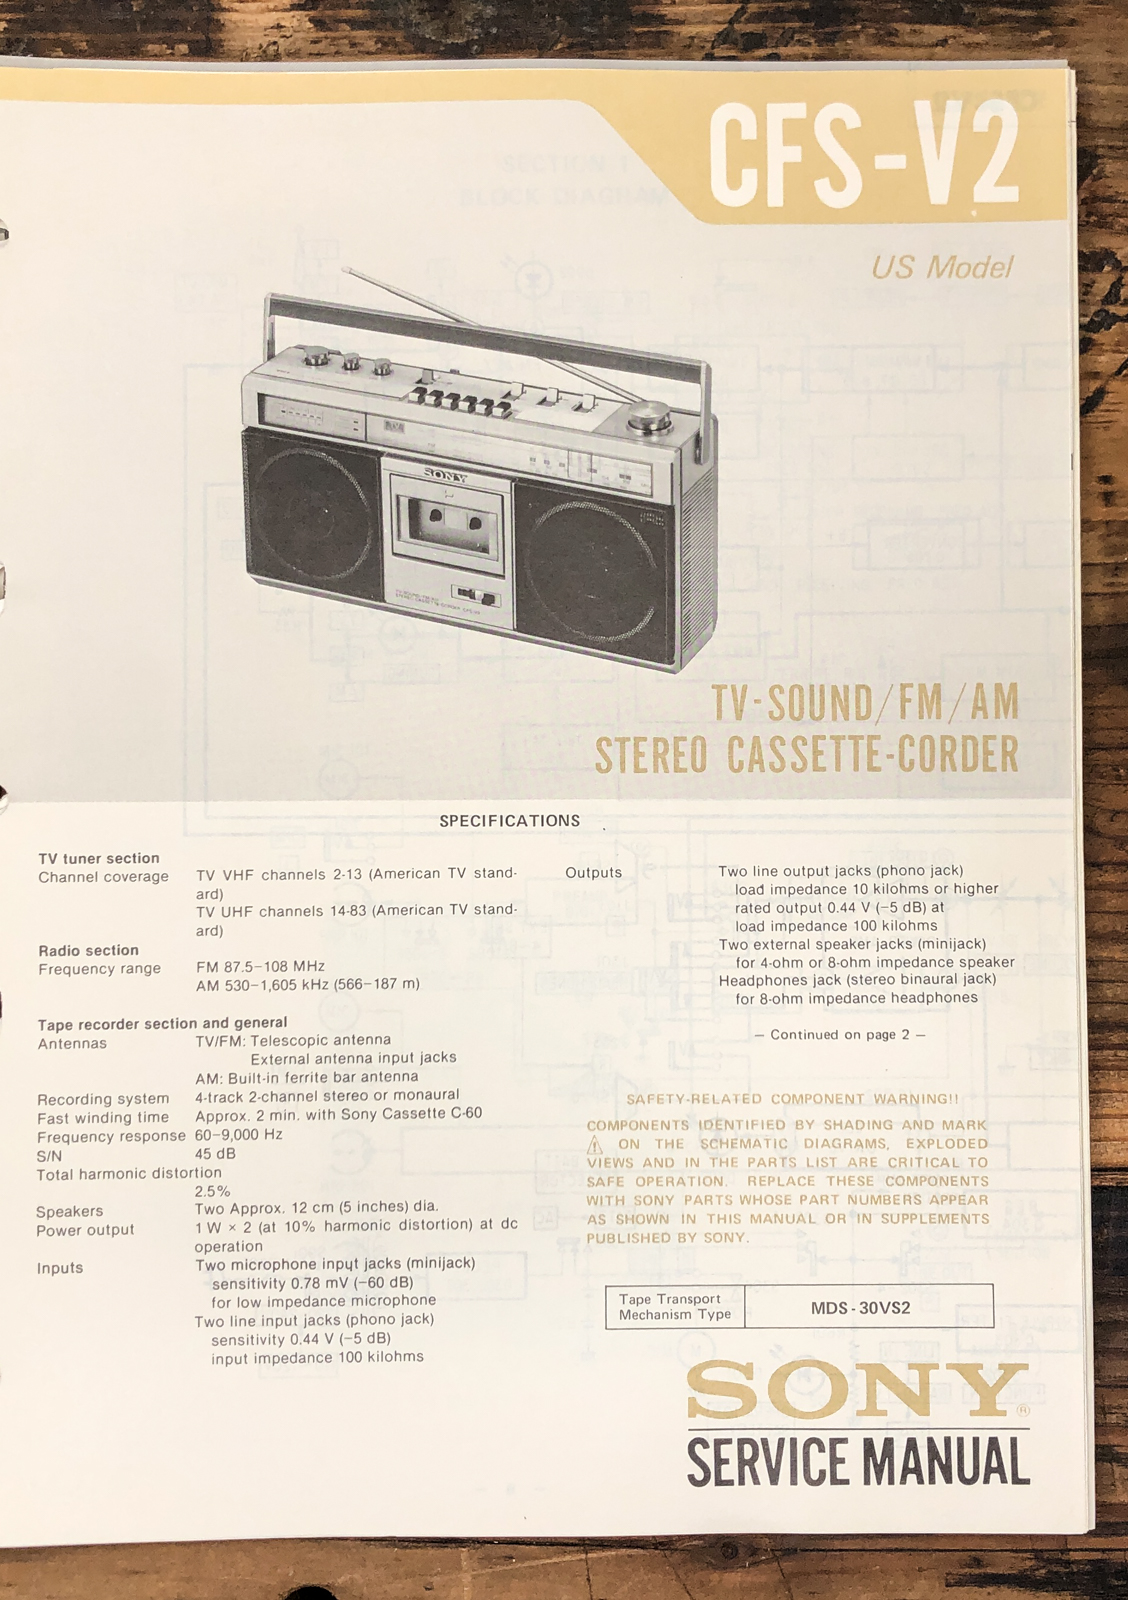 CFS-V2
US Model
SONY
TV-SOUND/FM/AM
STEREO CASSETTE-CORDER
SPECIFICATIONS
TV tuner section
Channel coverage TV VHF channels 2-13 (American TV stand-
ard)
TV UHF channels 14-83 (American TV stand-
ard)
Radio section
Frequency range FM 87.5–108 MHz
AM 530–1,605 kHz (566–187 m)
Tape recorder section and general
Antennas TV/FM: Telescopic antenna
External antenna input jacks
AM: Built-in ferrite bar antenna
Recording system 4-track 2-channel stereo or monaural
Fast winding time Approx. 2 min. with Sony Cassette C-60
Frequency response 60–9,000 Hz
S/N 45 dB
Total harmonic distortion
2.5%
Speakers Two Approx. 12 cm (5 inches) dia.
Power output 1 W × 2 (at 10% harmonic distortion) at dc
operation
Inputs Two microphone input jacks (minijack)
sensitivity 0.78 mV (−60 dB)
for low impedance microphone
Two line input jacks (phono jack)
sensitivity 0.44 V (−5 dB)
input impedance 100 kilohms
Outputs Two line output jacks (phono jack)
load impedance 10 kilohms or higher
rated output 0.44 V (−5 dB) at
load impedance 100 kilohms
Two external speaker jacks (minijack)
for 4-ohm or 8-ohm impedance speaker
Headphones jack (stereo binaural jack)
for 8-ohm impedance headphones
– Continued on page 2 –
SAFETY-RELATED COMPONENT WARNING!!
COMPONENTS IDENTIFIED BY SHADING AND MARK
⚠ ON THE SCHEMATIC DIAGRAMS, EXPLODED
VIEWS AND IN THE PARTS LIST ARE CRITICAL TO
SAFE OPERATION. REPLACE THESE COMPONENTS
WITH SONY PARTS WHOSE PART NUMBERS APPEAR
AS SHOWN IN THIS MANUAL OR IN SUPPLEMENTS
PUBLISHED BY SONY.
Tape Transport
Mechanism Type MDS-30VS2
SONY®
SERVICE MANUAL